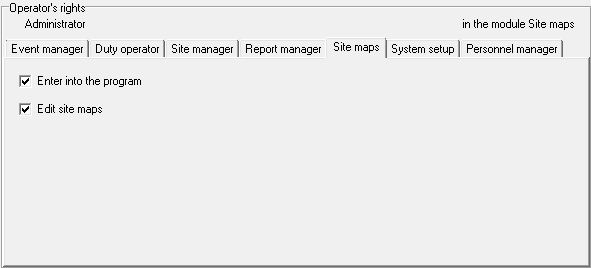 Operator's rights
Administrator in the module Site maps
Event manager Duty operator Site manager Report manager Site maps System setup Personnel manager
Enter into the program
Edit site maps